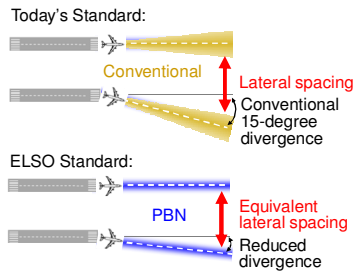 Today's Standard:
Conventional
Lateral spacing
Conventional
15-degree
divergence
ELSO Standard:
PBN
Equivalent
lateral spacing
Reduced
divergence